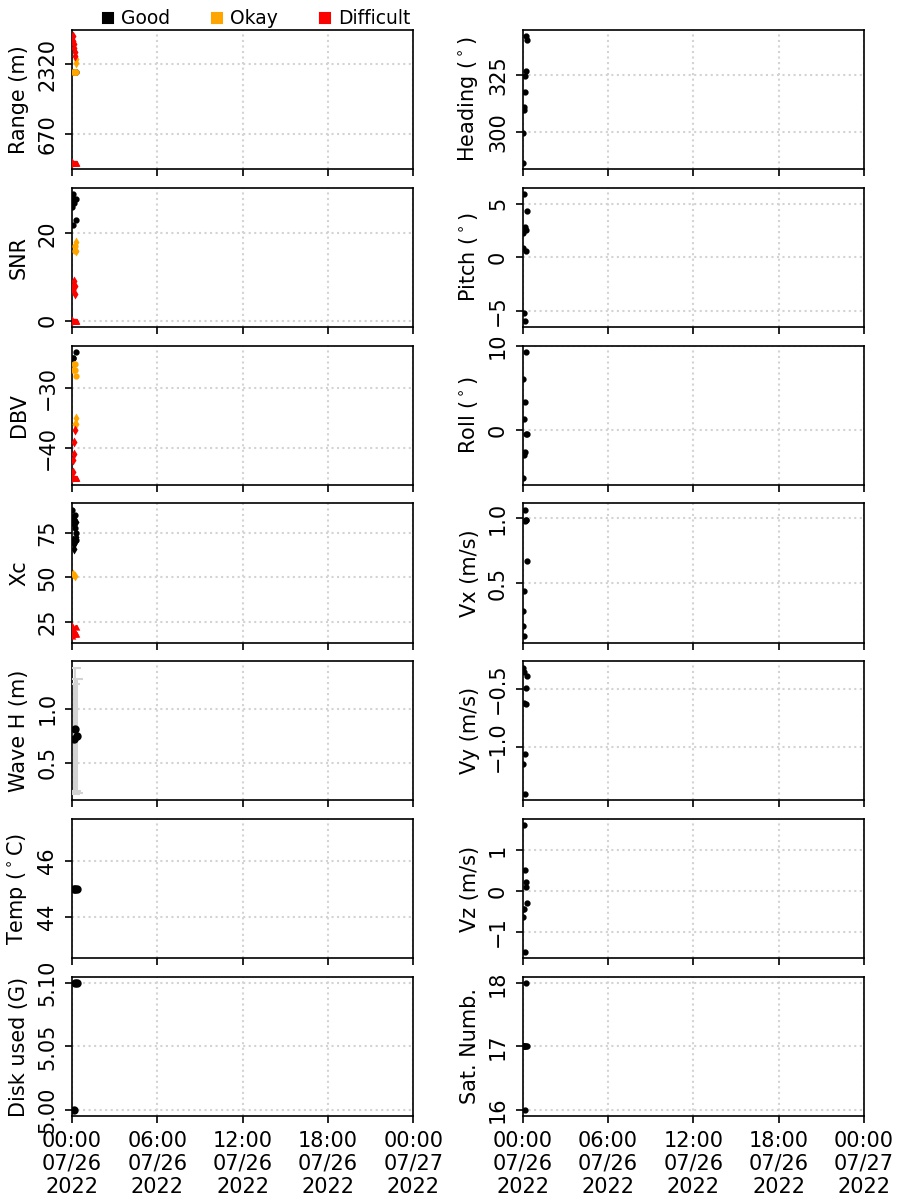 Good Okay Difficult
Range (m)
2320
670
Heading (°)
325
300
SNR
20
0
Pitch (°)
5
0
−5
DBV
−30
−40
Roll (°)
10
0
Xc
75
50
25
Vx (m/s)
1.0
0.5
Wave H (m)
1.0
0.5
Vy (m/s)
−0.5
−1.0
Temp (°C)
46
44
Vz (m/s)
1
0
−1
Disk used (G)
5.10
5.05
5.00
Sat. Numb.
18
17
16
00:00 06:00 12:00 18:00 00:00
07/26 07/26 07/26 07/26 07/27
2022 2022 2022 2022 2022
00:00 06:00 12:00 18:00 00:00
07/26 07/26 07/26 07/26 07/27
2022 2022 2022 2022 2022